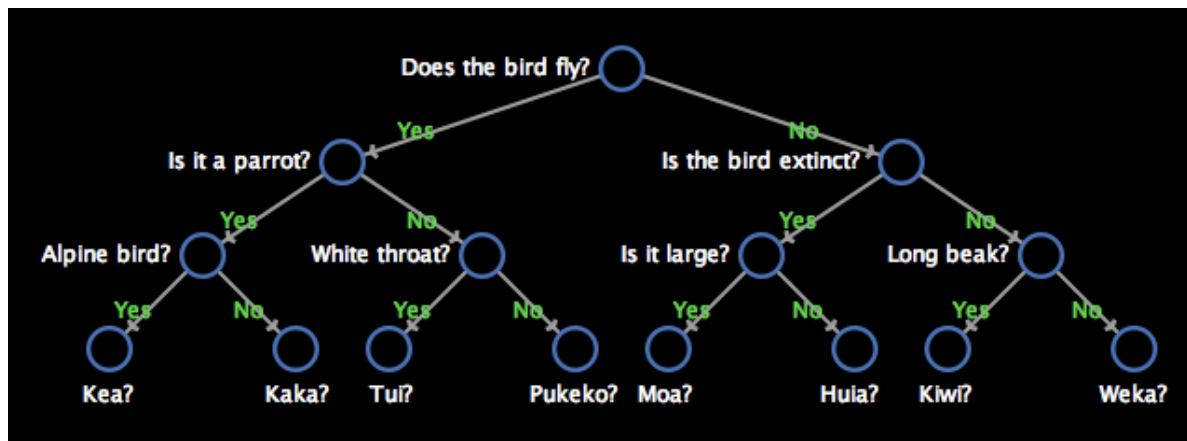 Does the bird fly?
Yes
No
Is it a parrot?
Is the bird extinct?
Yes
No
Yes
No
Alpine bird?
White throat?
Is it large?
Long beak?
Yes
No
Yes
No
Yes
No
Yes
No
Kea?
Kaka?
Tui?
Pukeko?
Moa?
Huia?
Kiwi?
Weka?